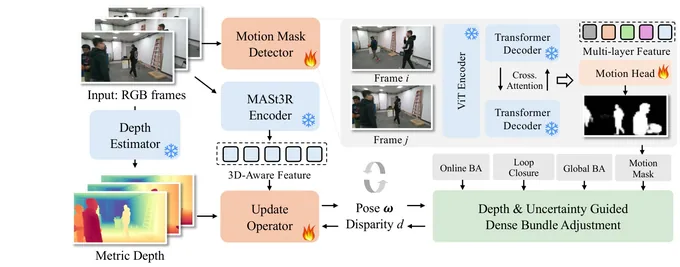 Input: RGB frames
Motion Mask
Detector
MASt3R
Encoder
3D-Aware Feature
Depth
Estimator
Metric Depth
Update
Operator
Frame i
Frame j
ViT Encoder
Transformer
Decoder
Cross.
Attention
Transformer
Decoder
Multi-layer Feature
Motion Head
Pose ω
Disparity d
Online BA
Loop
Closure
Global BA
Motion
Mask
Depth & Uncertainty Guided
Dense Bundle Adjustment